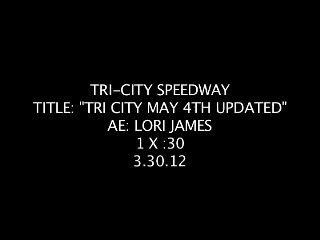 TRI-CITY SPEEDWAY
TITLE: "TRI CITY MAY 4TH UPDATED"
AE: LORI JAMES
1 X :30
3.30.12